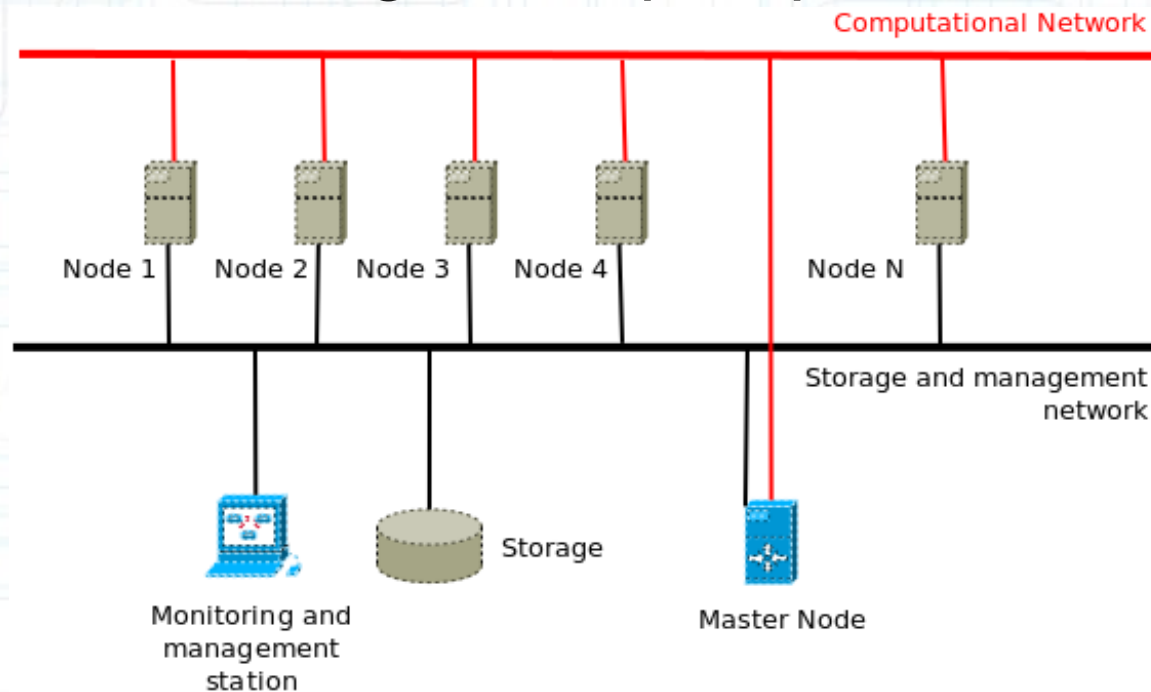 Computational Network
Node 1
Node 2
Node 3
Node 4
Node N
Storage and management
network
Storage
Master Node
Monitoring and
management
station